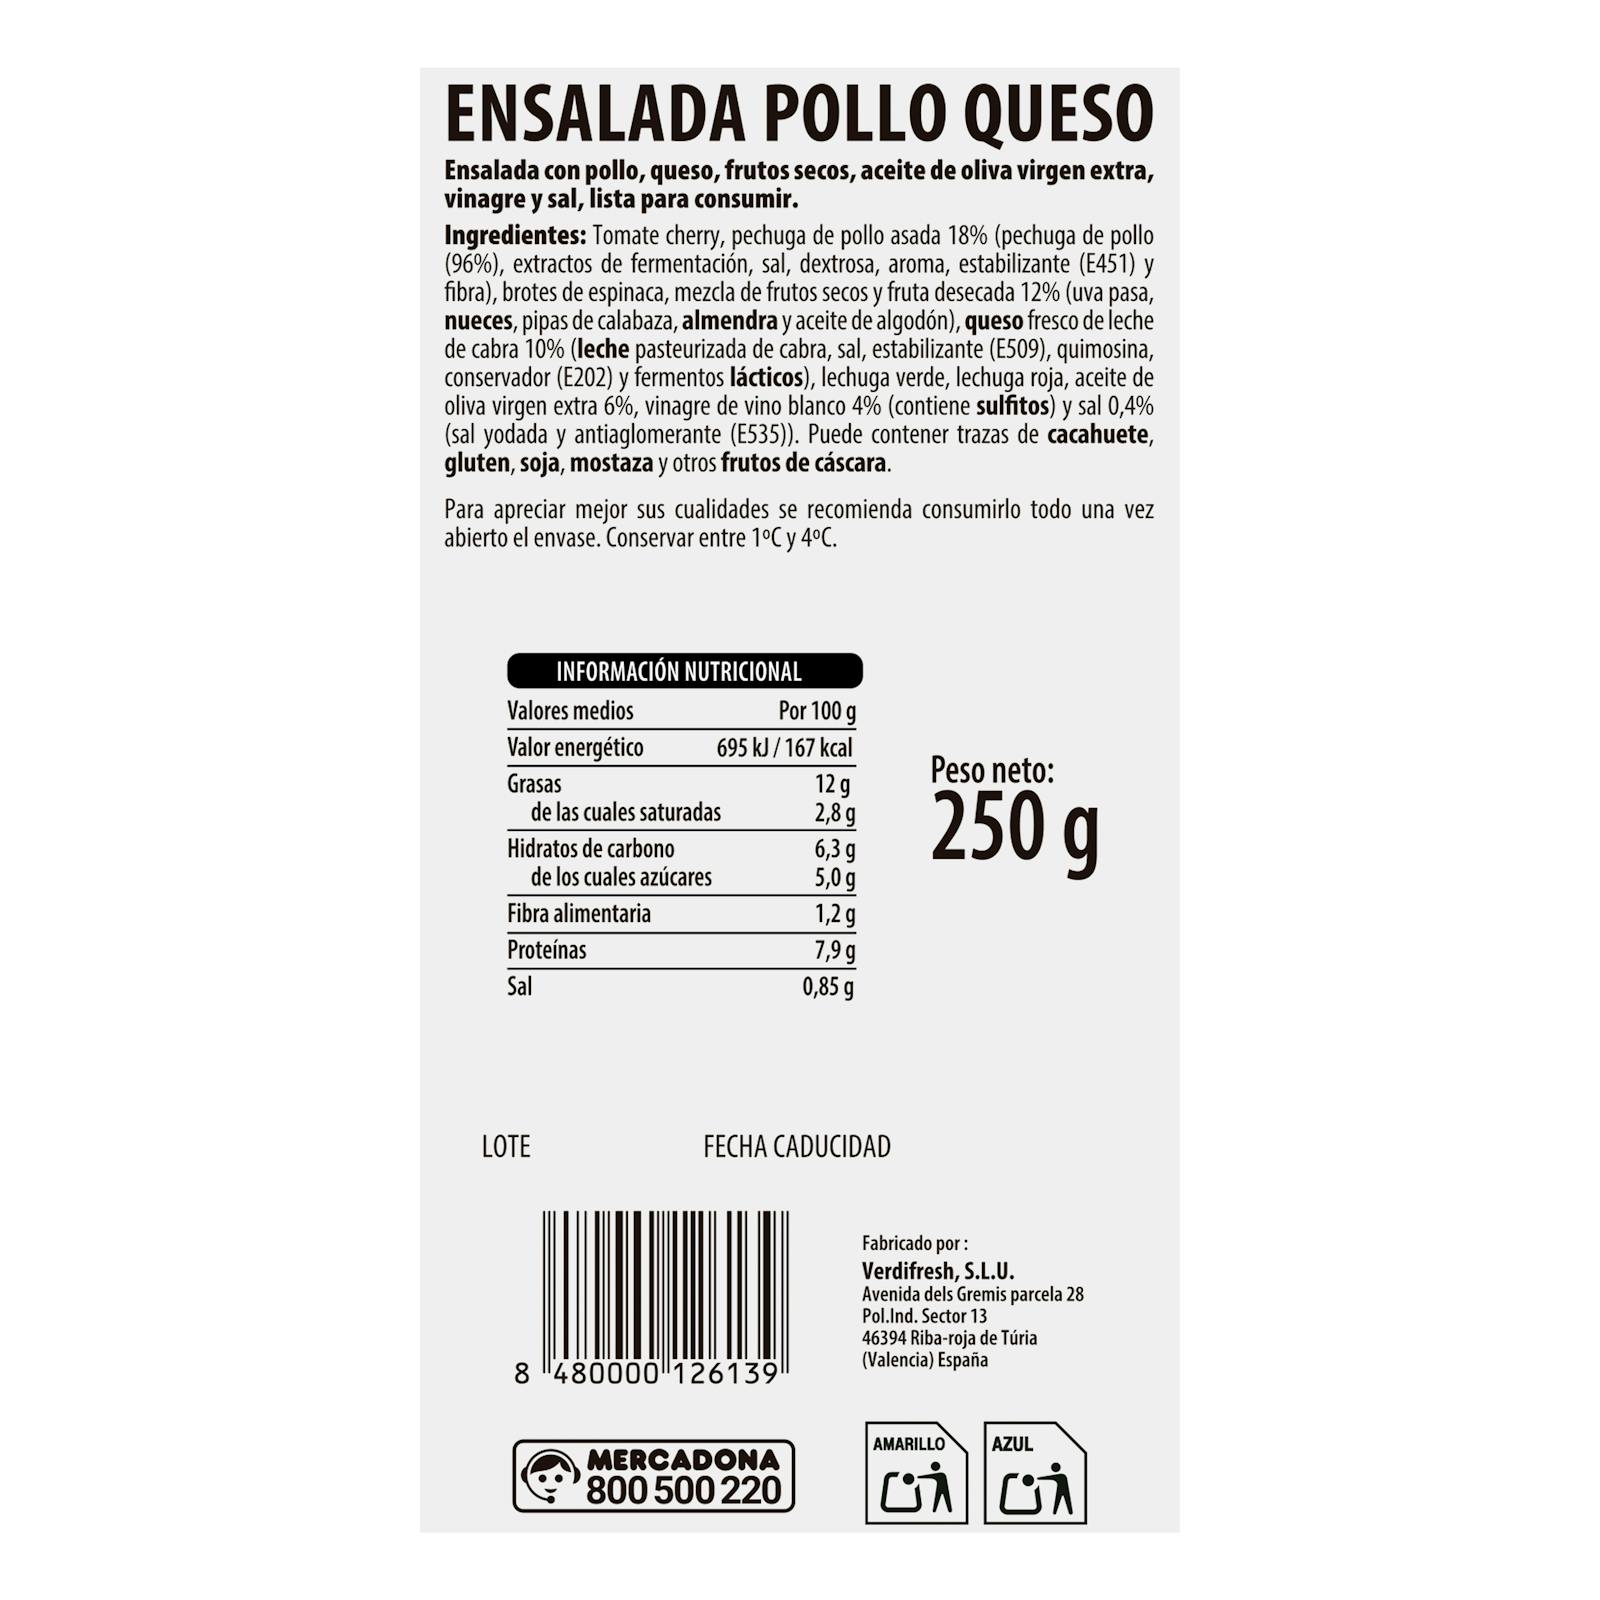 ENSALADA POLLO QUESO
Ensalada con pollo, queso, frutos secos, aceite de oliva virgen extra,
vinagre y sal, lista para consumir.
Ingredientes: Tomate cherry, pechuga de pollo asada 18% (pechuga de pollo
(96%), extractos de fermentación, sal, dextrosa, aroma, estabilizante (E451) y
fibra), brotes de espinaca, mezcla de frutos secos y fruta desecada 12% (uva pasa,
nueces, pipas de calabaza, almendra y aceite de algodón), queso fresco de leche
de cabra 10% (leche pasteurizada de cabra, sal, estabilizante (E509), quimosina,
conservador (E202) y fermentos lácticos), lechuga verde, lechuga roja, aceite de
oliva virgen extra 6%, vinagre de vino blanco 4% (contiene sulfitos) y sal 0,4%
(sal yodada y antiaglomerante (E535)). Puede contener trazas de cacahuete,
gluten, soja, mostaza y otros frutos de cáscara.
Para apreciar mejor sus cualidades se recomienda consumirlo todo una vez
abierto el envase. Conservar entre 1ºC y 4ºC.
INFORMACIÓN NUTRICIONAL
Valores medios Por 100 g
Valor energético 695 kJ / 167 kcal
Grasas 12 g
de las cuales saturadas 2,8 g
Hidratos de carbono 6,3 g
de los cuales azúcares 5,0 g
Fibra alimentaria 1,2 g
Proteínas 7,9 g
Sal 0,85 g
Peso neto:
250 g
LOTE FECHA CADUCIDAD
8 480000 126139
Fabricado por :
Verdifresh, S.L.U.
Avenida dels Gremis parcela 28
Pol.Ind. Sector 13
46394 Riba-roja de Túria
(Valencia) España
MERCADONA
800 500 220
AMARILLO
AZUL